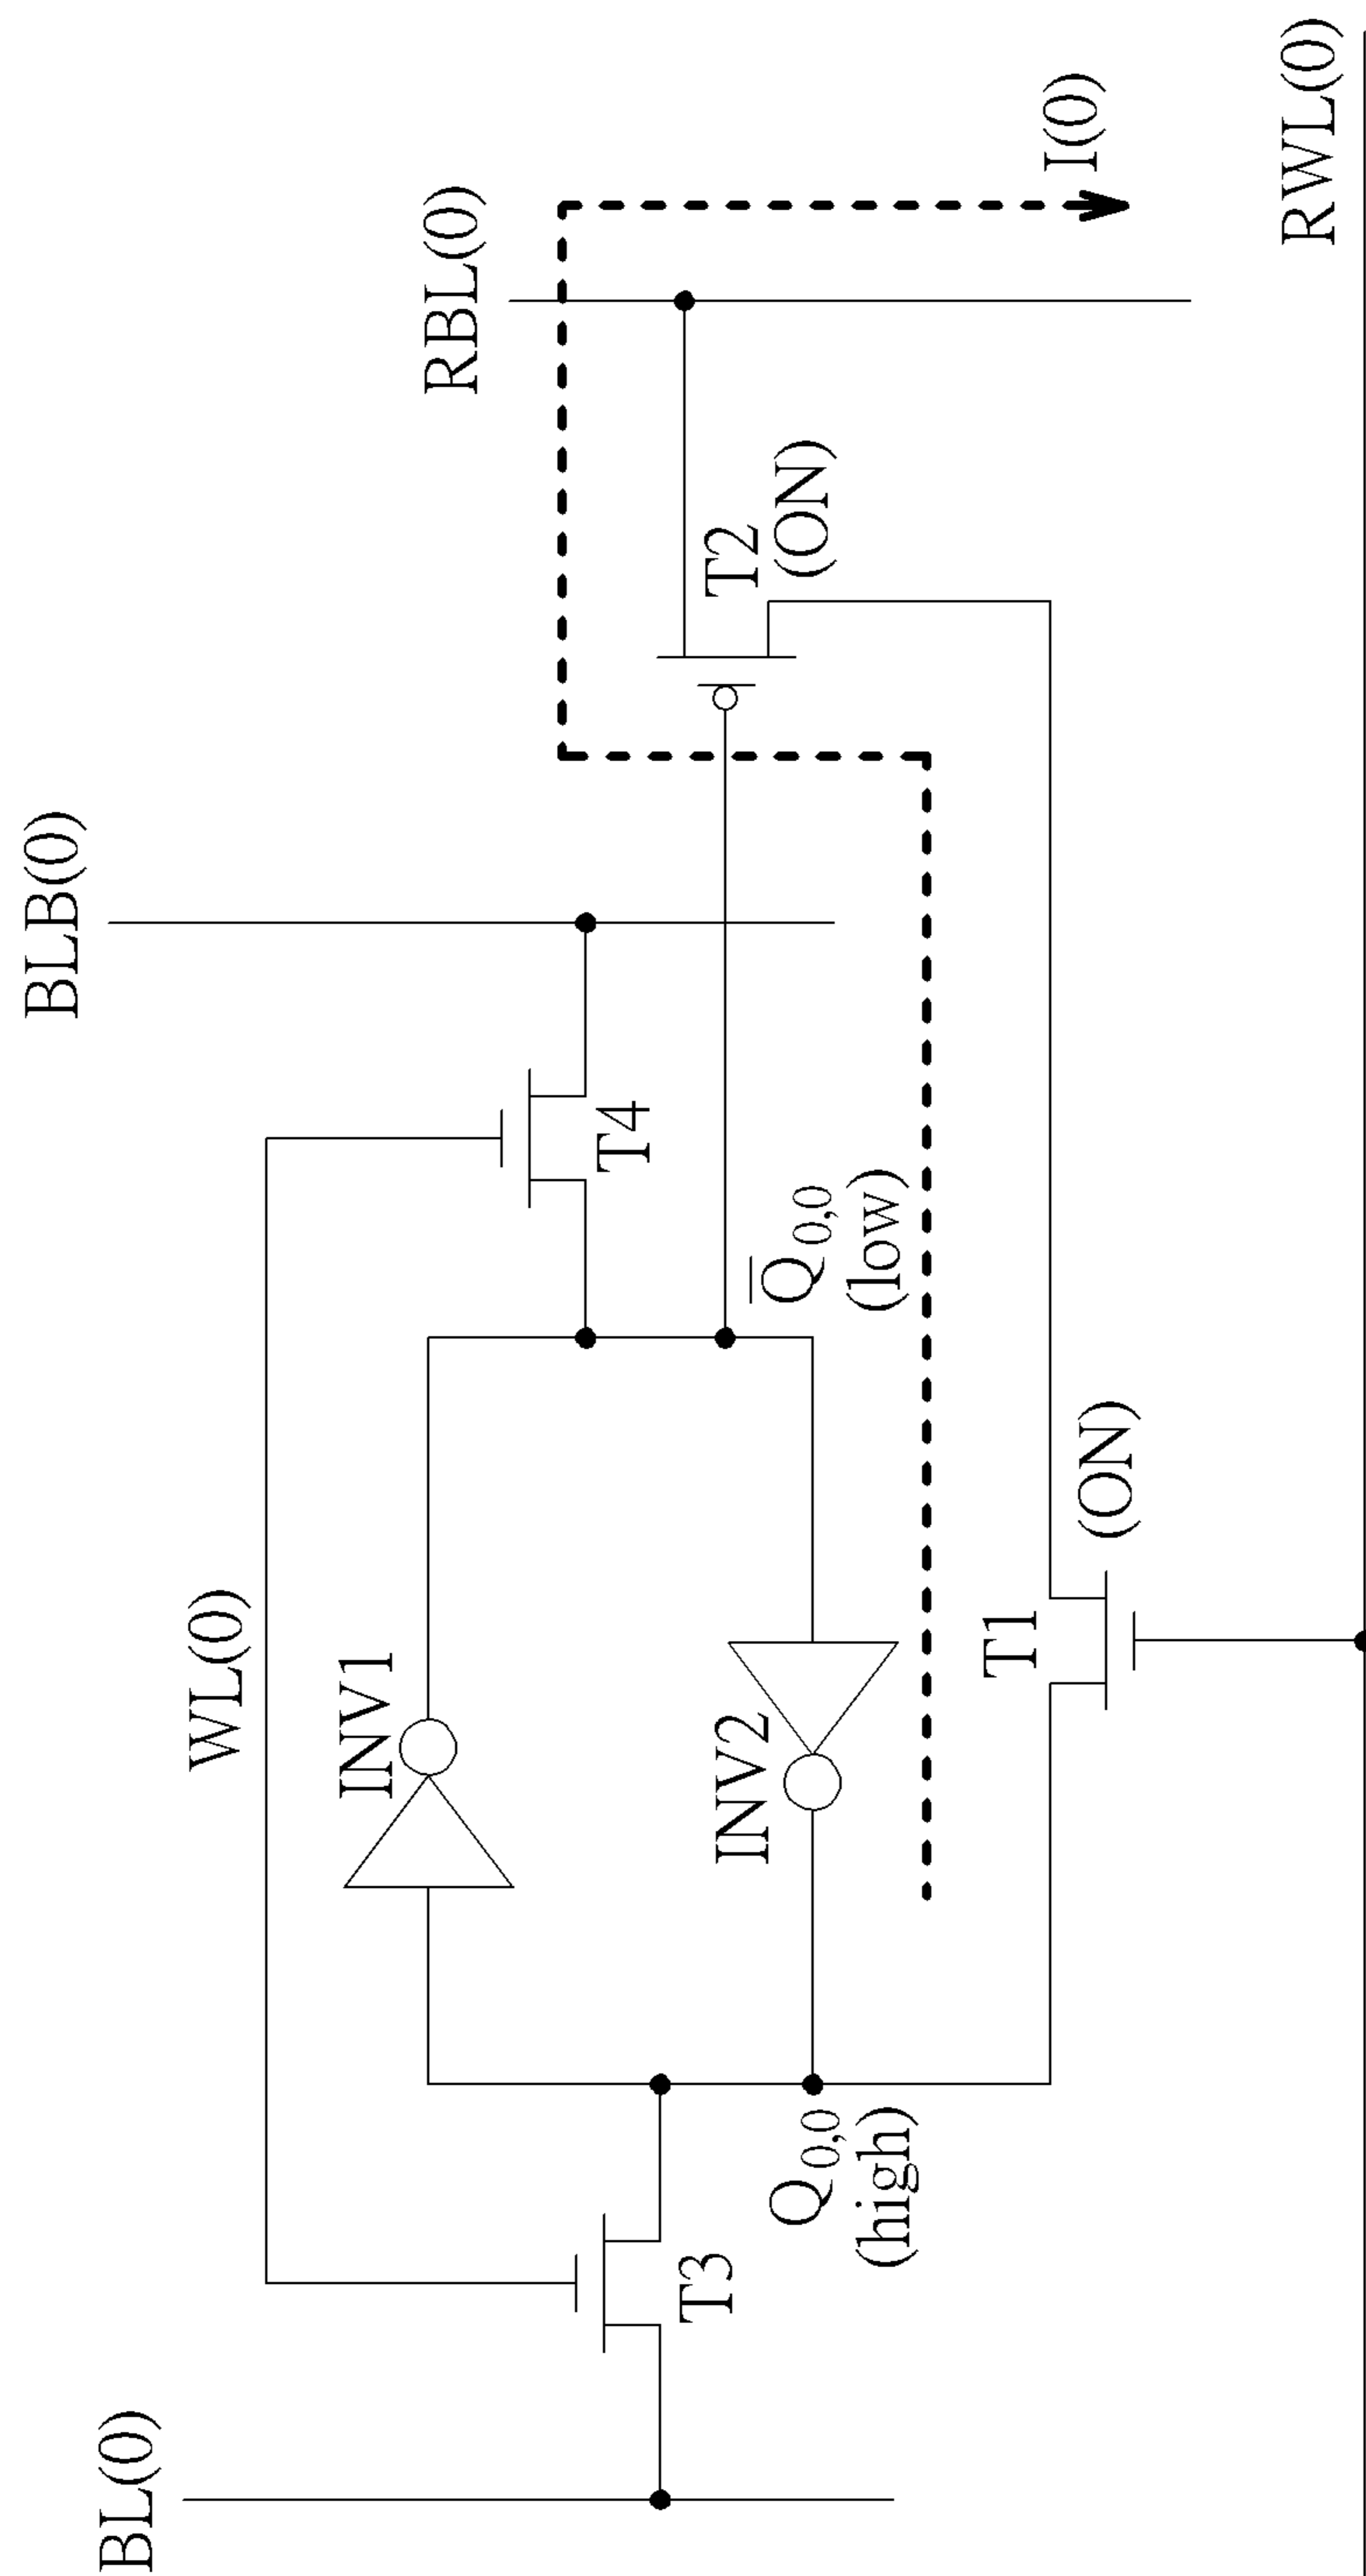 BLB(0)
BL(0)
WL(0)
RBL(0)
INV1
T4
T3
T2
(ON)
INV2
Q̅0,0
(low)
Q0,0
(high)
I(0)
T1
(ON)
RWL(0)